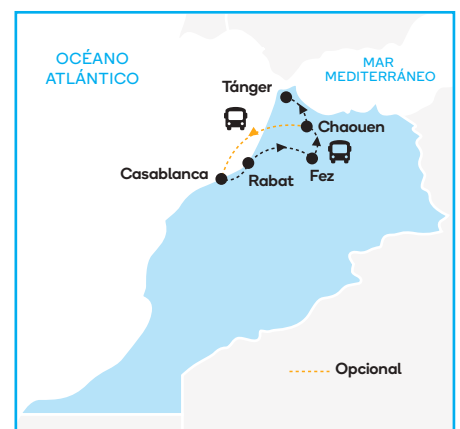 OCÉANO
ATLÁNTICO
MAR
MEDITERRÁNEO
Tánger
Chaouen
Casablanca
Rabat
Fez
Opcional